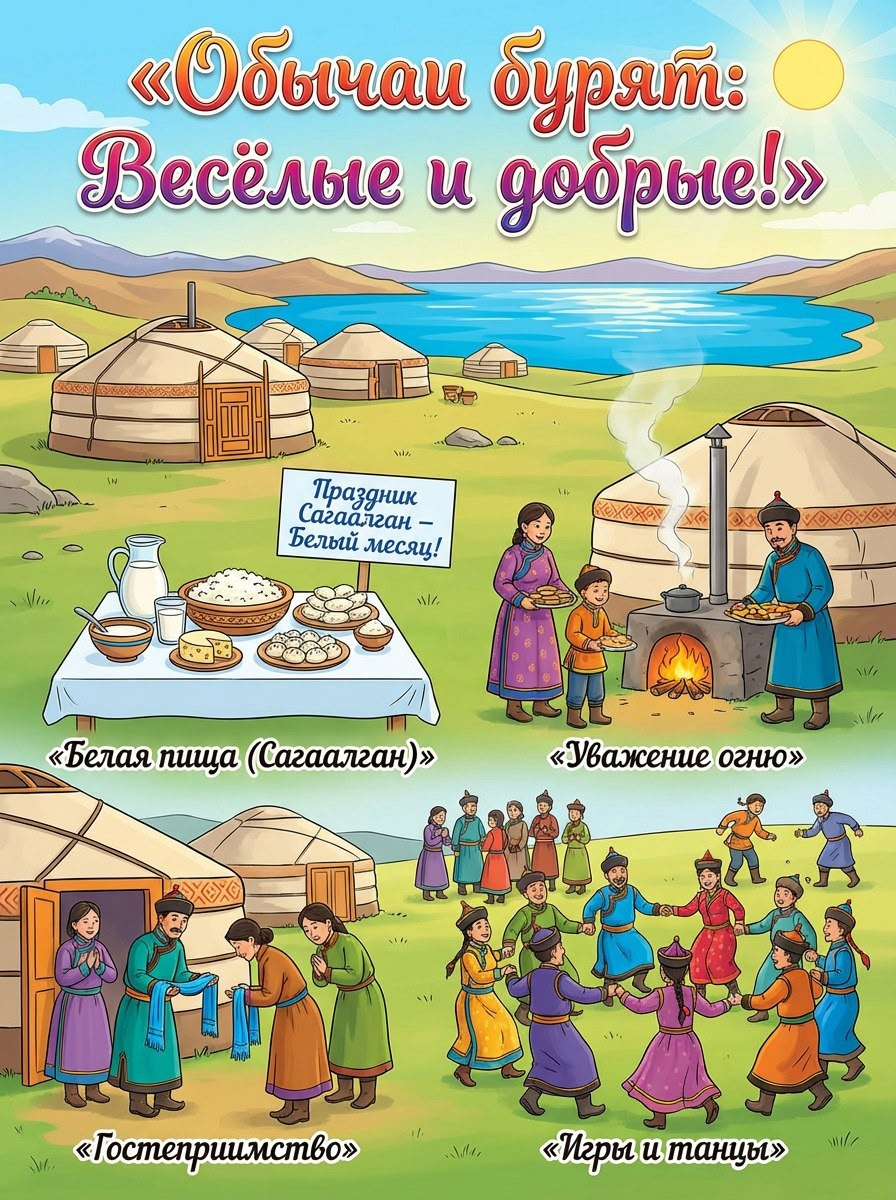 «Обычаи бурят:
Весёлые и добрые!»
Праздник
Сагаалган –
Белый месяц!
«Белая пища (Сагаалган)»
«Уважение огню»
«Гостеприимство»
«Игры и танцы»